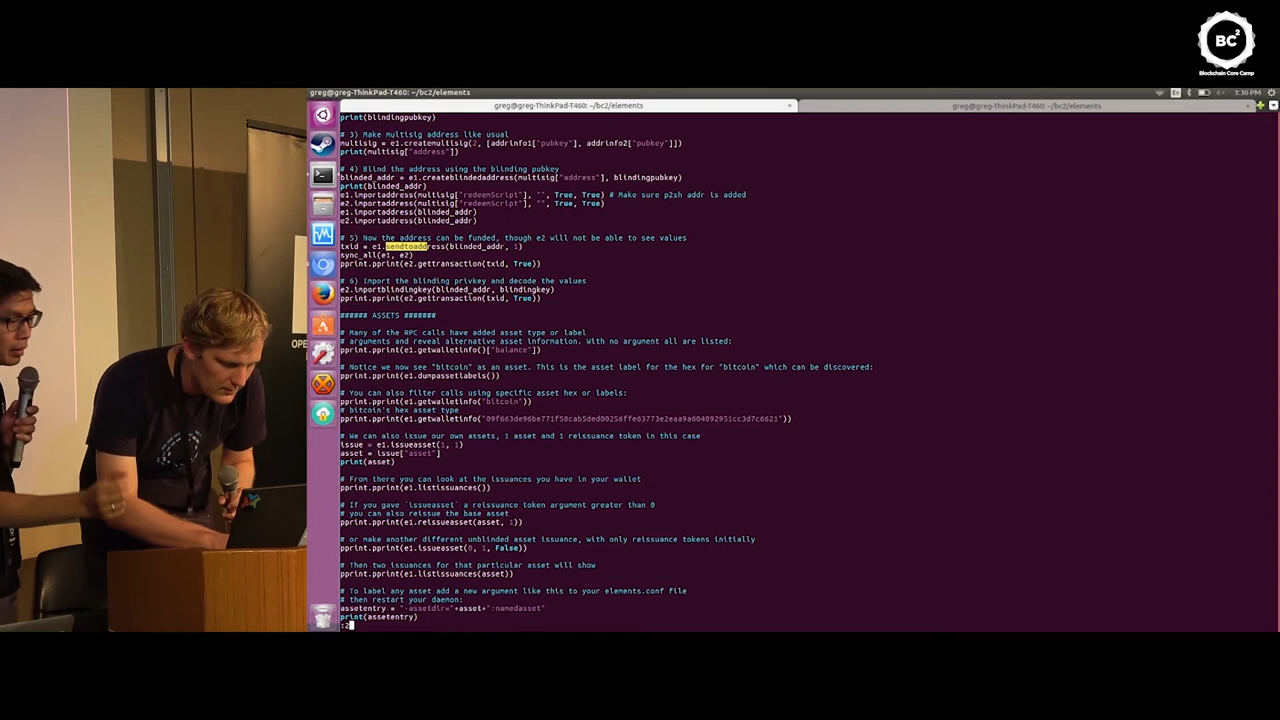 BC²
Blockchain Core Camp
greg@greg-ThinkPad-T460: ~/bc2/elements
En
3:36 PM
greg@greg-ThinkPad-T460: ~/bc2/elements
greg@greg-ThinkPad-T460: ~/bc2/elements
print(blindingpubkey)
# 3) Make multisig address like usual
multisig = e1.createmultisig(2, [addrinfo1["pubkey"], addrinfo2["pubkey"]])
print(multisig["address"])
# 4) Blind the address using the blinding pubkey
blinded_addr = e1.createblindedaddress(multisig["address"], blindingpubkey)
print(blinded_addr)
e1.importaddress(multisig["redeemScript"], "", True, True) # Make sure p2sh addr is added
e2.importaddress(multisig["redeemScript"], "", True, True)
e1.importaddress(blinded_addr)
e2.importaddress(blinded_addr)
# 5) Now the address can be funded, though e2 will not be able to see values
txid = e1.sendtoaddress(blinded_addr, 1)
sync_all(e1, e2)
pprint.pprint(e2.gettransaction(txid, True))
# 6) Import the blinding privkey and decode the values
e2.importblindingkey(blinded_addr, blindingkey)
pprint.pprint(e2.gettransaction(txid, True))
###### ASSETS #######
# Many of the RPC calls have added asset type or label
# arguments and reveal alternative asset information. With no argument all are listed:
pprint.pprint(e1.getwalletinfo()["balance"])
# Notice we now see "bitcoin" as an asset. This is the asset label for the hex for "bitcoin" which can be discovered:
pprint.pprint(e1.dumpassetlabels())
# You can also filter calls using specific asset hex or labels:
pprint.pprint(e1.getwalletinfo("bitcoin"))
# bitcoin's hex asset type
pprint.pprint(e1.getwalletinfo("09f663de96be771f50cab5ded00256ffe63773e2eaa9a604092951cc3d7c6621"))
# We can also issue our own assets, 1 asset and 1 reissuance token in this case
issue = e1.issueasset(1, 1)
asset = issue["asset"]
print(asset)
# From there you can look at the issuances you have in your wallet
pprint.pprint(e1.listissuances())
# If you gave `issueasset` a reissuance token argument greater than 0
# you can also reissue the base asset
pprint.pprint(e1.reissueasset(asset, 1))
# or make another different unblinded asset issuance, with only reissuance tokens initially
pprint.pprint(e1.issueasset(0, 1, False))
# Then two issuances for that particular asset will show
pprint.pprint(e1.listissuances(asset))
# To label any asset add a new argument like this to your elements.conf file
# then restart your daemon:
assetentry = "-assetdir="+asset+":namedasset"
print(assetentry)
:2